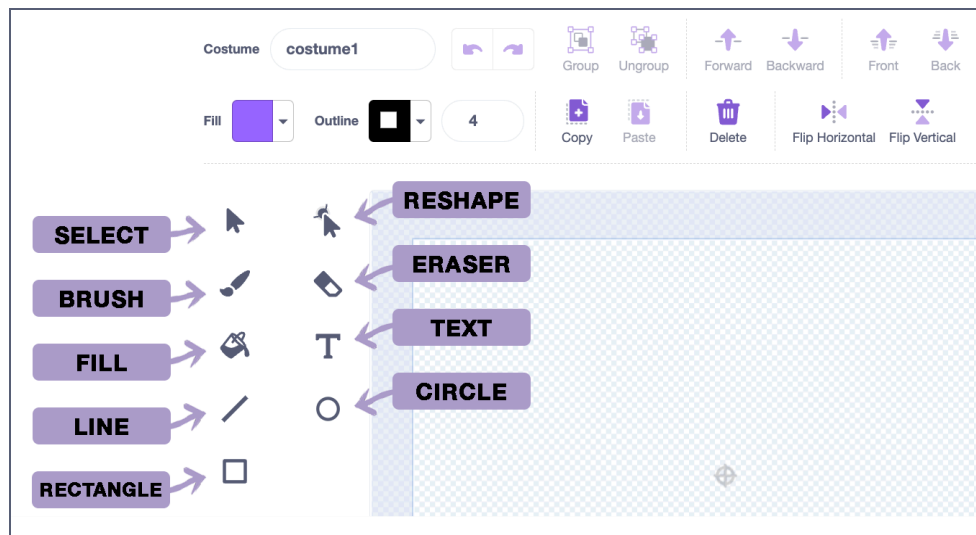 Costume costume1
Group Ungroup Forward Backward Front Back
Fill Outline 4
Copy Paste Delete Flip Horizontal Flip Vertical
SELECT RESHAPE
BRUSH ERASER
FILL TEXT
LINE CIRCLE
RECTANGLE